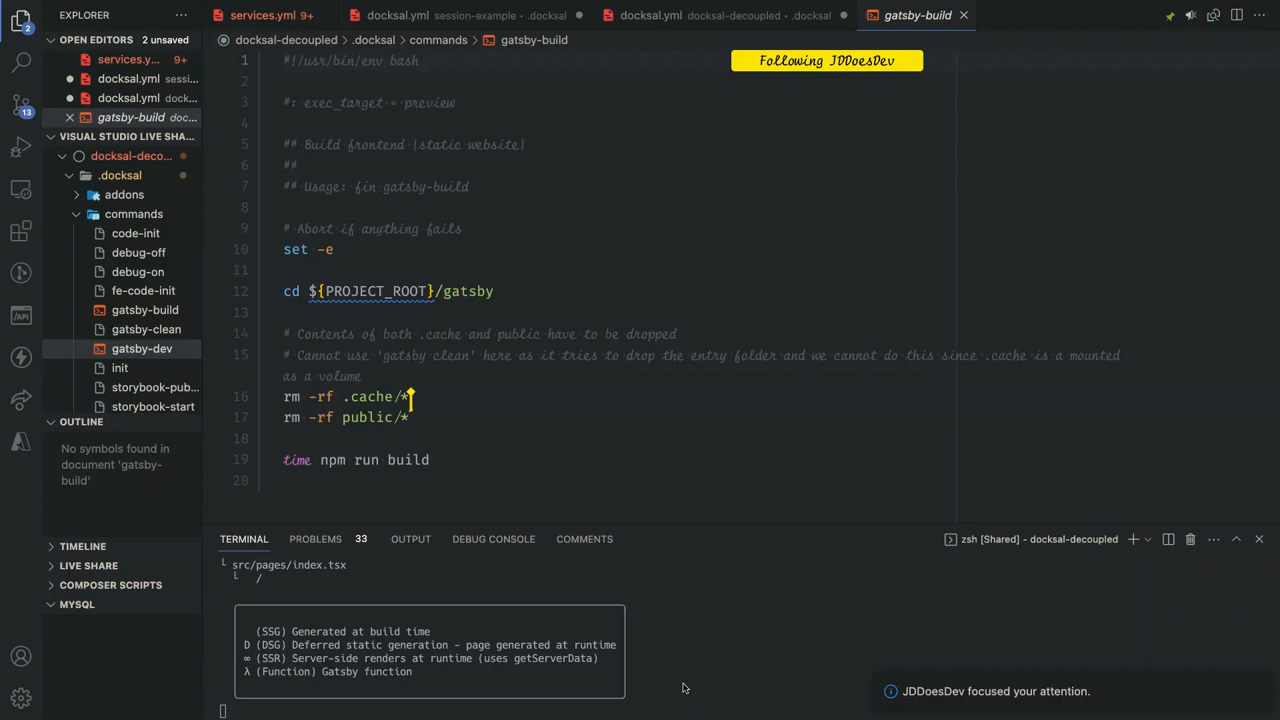 EXPLORER
services.yml 9+
docksal.yml session-example • .docksal
docksal.yml docksal-decoupled • .docksal
gatsby-build
2
OPEN EDITORS 2 unsaved
services.y... 9+
docksal.yml sessi...
docksal.yml dock...
gatsby-build doc...
13
VISUAL STUDIO LIVE SHA...
docksal-deco...
.docksal
addons
commands
code-init
debug-off
debug-on
fe-code-init
gatsby-build
gatsby-clean
gatsby-dev
init
storybook-pub...
storybook-start
/API
OUTLINE
No symbols found in
document 'gatsby-
build'
TIMELINE
LIVE SHARE
COMPOSER SCRIPTS
MYSQL
docksal-decoupled > .docksal > commands > gatsby-build
Following JDDoesDev
1 #!/usr/bin/env bash
2
3 #: exec_target = preview
4
5 ## Build frontend (static website)
6 ##
7 ## Usage: fin gatsby-build
8
9 # Abort if anything fails
10 set -e
11
12 cd ${PROJECT_ROOT}/gatsby
13
14 # Contents of both .cache and public have to be dropped
15 # Cannot use 'gatsby clean' here as it tries to drop the entry folder and we cannot do this since .cache is a mounted
as a volume
16 rm -rf .cache/*
17 rm -rf public/*
18
19 time npm run build
20
TERMINAL PROBLEMS 33 OUTPUT DEBUG CONSOLE COMMENTS
zsh [Shared] - docksal-decoupled
└ src/pages/index.tsx
└ /
(SSG) Generated at build time
D (DSG) Deferred static generation - page generated at runtime
∞ (SSR) Server-side renders at runtime (uses getServerData)
λ (Function) Gatsby function
JDDoesDev focused your attention.